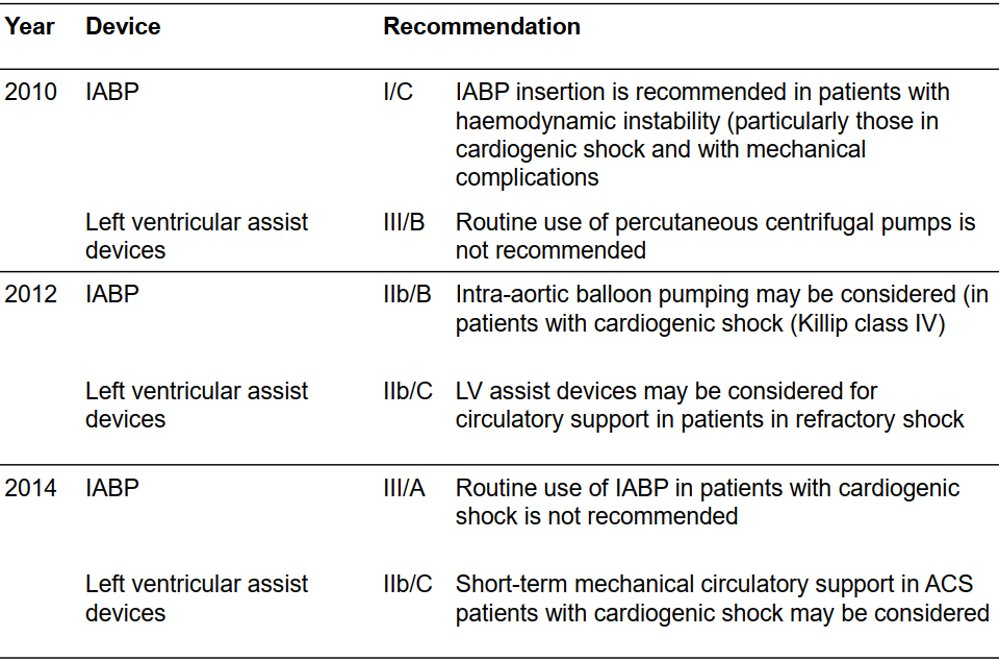 Year Device Recommendation
2010 IABP I/C IABP insertion is recommended in patients with
haemodynamic instability (particularly those in
cardiogenic shock and with mechanical
complications
Left ventricular assist III/B Routine use of percutaneous centrifugal pumps is
devices not recommended
2012 IABP IIb/B Intra-aortic balloon pumping may be considered (in
patients with cardiogenic shock (Killip class IV)
Left ventricular assist IIb/C LV assist devices may be considered for
devices circulatory support in patients in refractory shock
2014 IABP III/A Routine use of IABP in patients with cardiogenic
shock is not recommended
Left ventricular assist IIb/C Short-term mechanical circulatory support in ACS
devices patients with cardiogenic shock may be considered